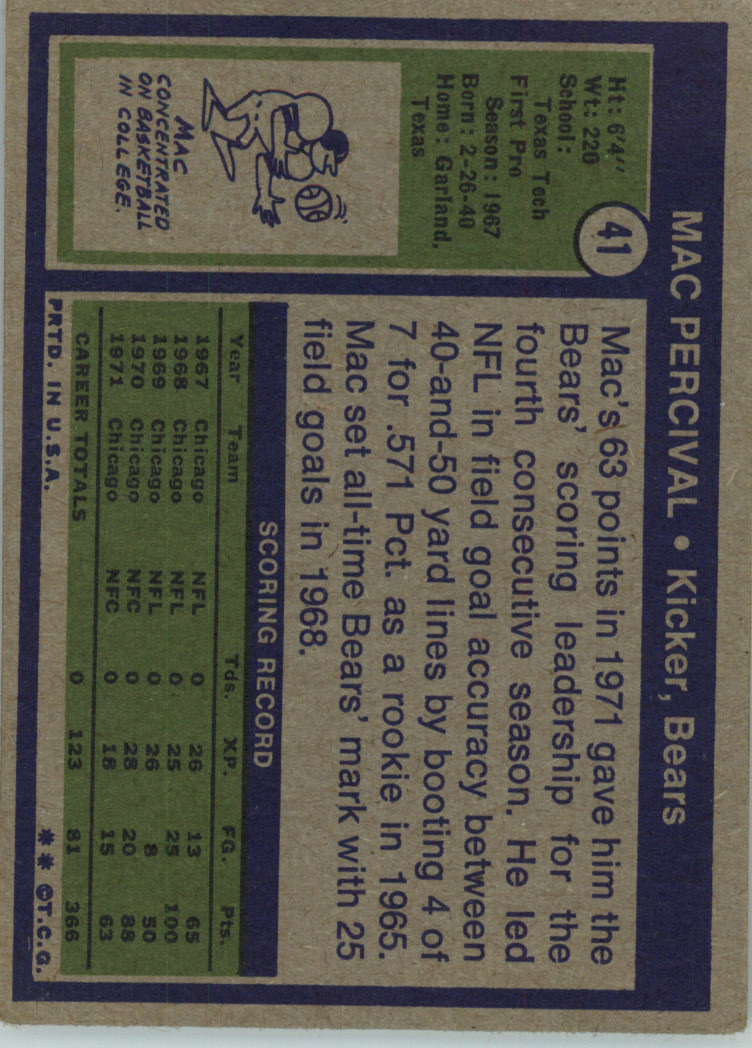 MAC PERCIVAL • Kicker, Bears
41
Ht: 6'4"
Wt: 220
School:
Texas Tech
First Pro
Season: 1967
Born: 2-26-40
Home: Garland,
Texas
MAC
CONCENTRATED
ON BASKETBALL
IN COLLEGE.
Mac's 63 points in 1971 gave him the
Bears' scoring leadership for the
fourth consecutive season. He led
NFL in field goal accuracy between
40-and-50 yard lines by booting 4 of
7 for .571 Pct. as a rookie in 1965.
Mac set all-time Bears' mark with 25
field goals in 1968.
SCORING RECORD
Year Team Tds. XP. FG. Pts.
1967 Chicago NFL 0 26 13 65
1968 Chicago NFL 0 25 25 100
1969 Chicago NFL 0 26 8 50
1970 Chicago NFC 0 28 20 88
1971 Chicago NFC 0 18 15 63
CAREER TOTALS 0 123 81 366
PRTD. IN U.S.A. ** ©T.C.G.